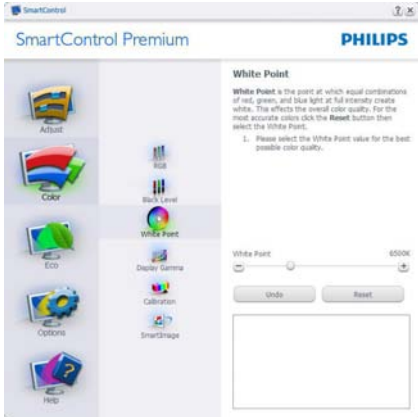 SmartControl
SmartControl Premium
PHILIPS
Adjust
Color
Eco
Options
Help
RGB
Black Level
White Point
Display Gamma
Calibration
SmartImage
White Point
White Point is the point at which equal combinations
of red, green, and blue light at full intensity create
white. This effects the overall color quality. For the
most accurate colors click the Reset button then
select the White Point.
1. Please select the White Point value for the best
possible color quality.
White Point 6500K
Undo Reset